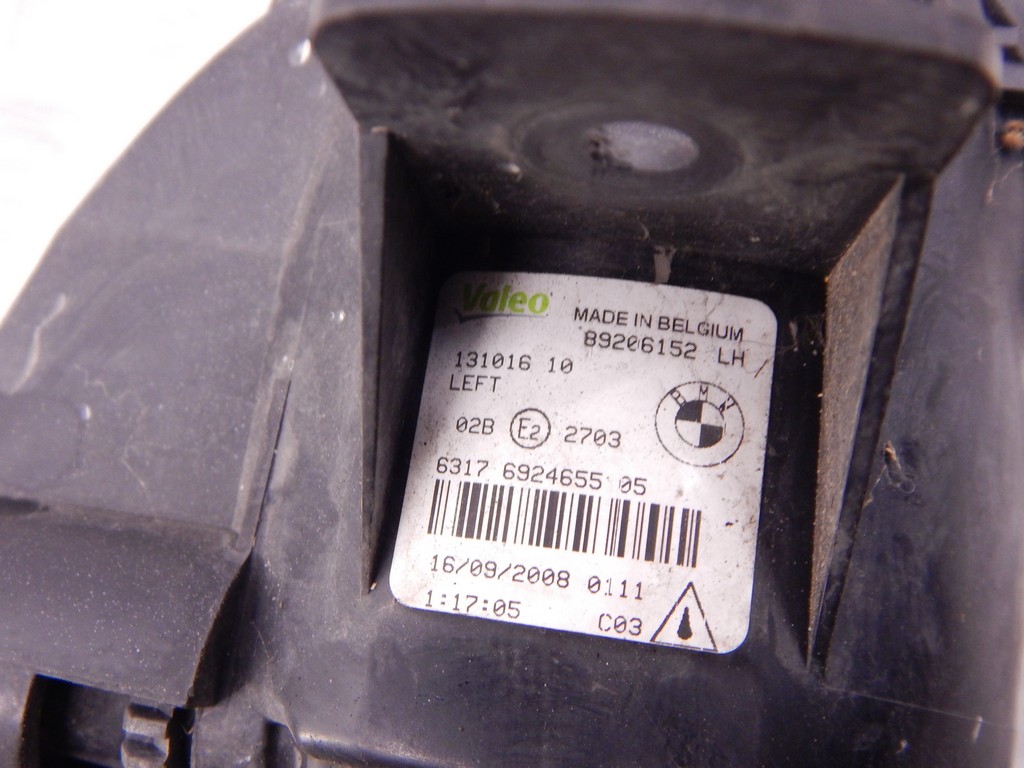 Valeo
MADE IN BELGIUM
89206152 LH
131016 10
LEFT
BMW
02B E2 2703
6317 6924655 05
16/09/2008 0111
1:17:05
C03